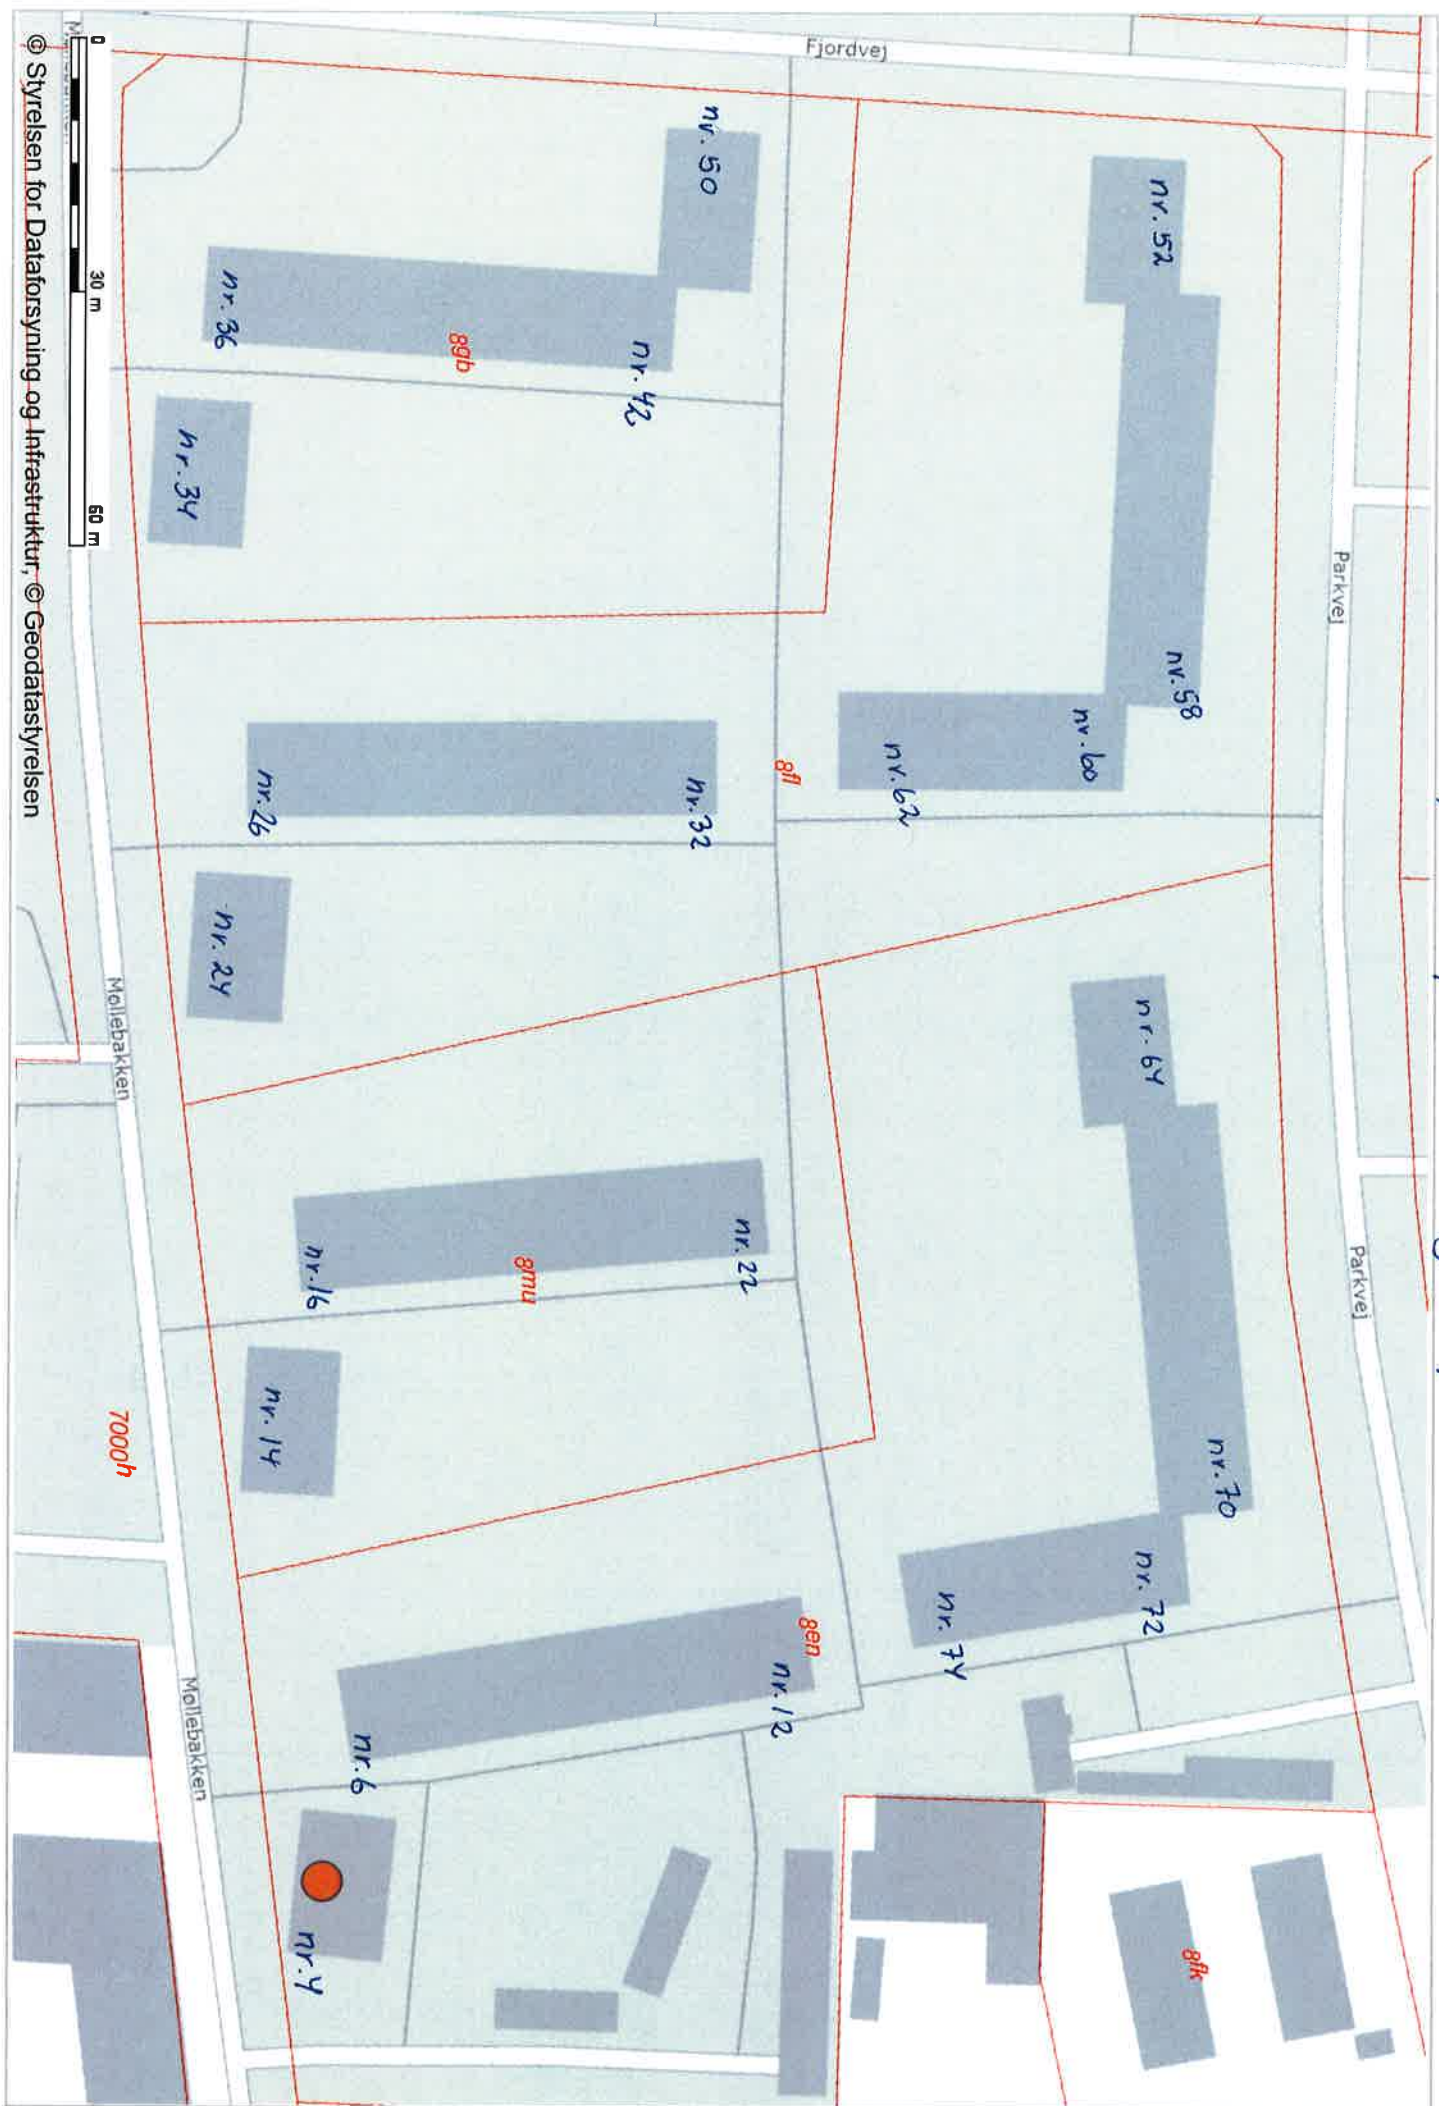 Fjordvej
Parkvej
Parkvej
nr. 50
nr. 52
nr. 36
8gb
nr. 42
nr. 34
nr. 58
nr. 60
nr. 62
8fl
nr. 26
nr. 32
nr. 24
nr. 64
nr. 22
nr. 16
8mu
nr. 14
nr. 70
nr. 72
nr. 74
8en
nr. 12
nr. 6
nr. 4
8fk
7000h
Møllebakken
Møllebakken
0
30 m
60 m
© Styrelsen for Dataforsyning og Infrastruktur, © Geodatastyrelsen